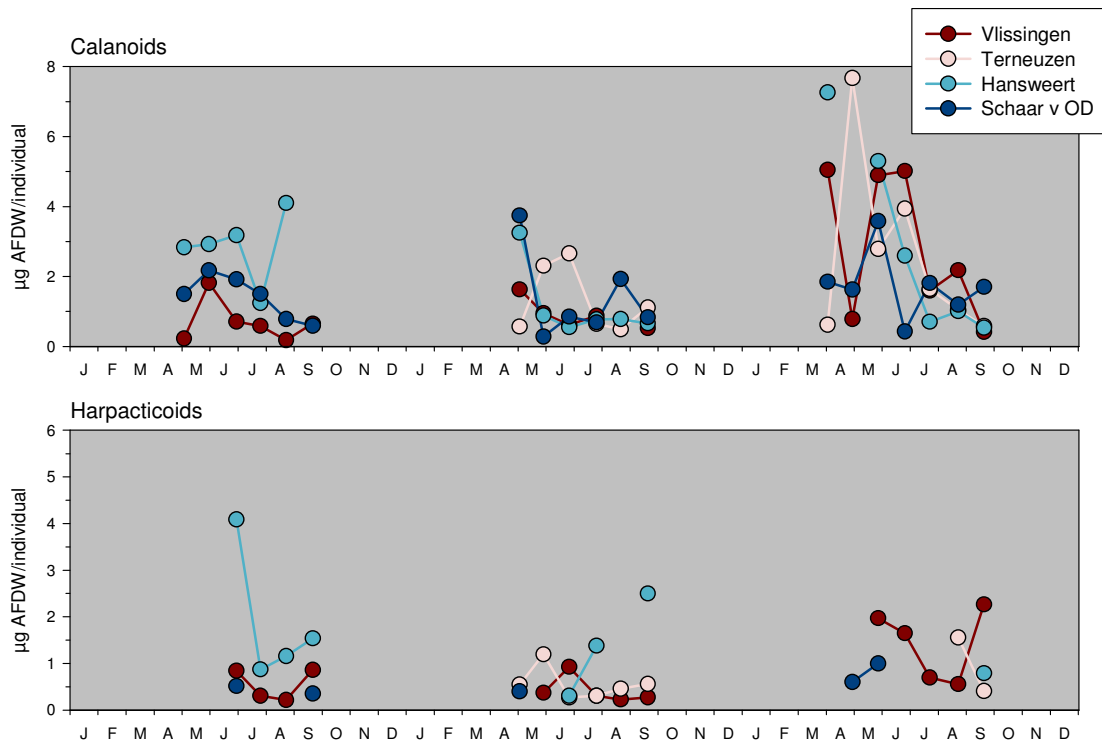 Calanoids
Vlissingen
Terneuzen
Hansweert
Schaar v OD
µg AFDW/individual
8
6
4
2
0
J F M A M J J A S O N D J F M A M J J A S O N D J F M A M J J A S O N D
Harpacticoids
µg AFDW/individual
6
5
4
3
2
1
0
J F M A M J J A S O N D J F M A M J J A S O N D J F M A M J J A S O N D